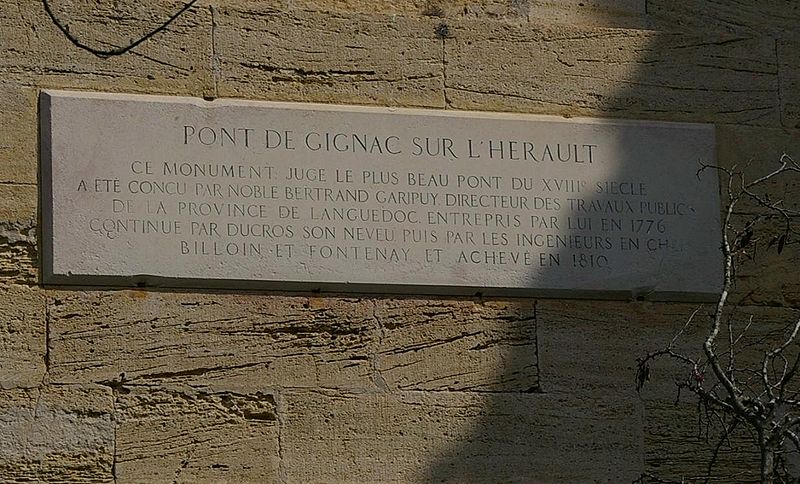 PONT DE GIGNAC SUR L'HERAULT
CE MONUMENT JUGE LE PLUS BEAU PONT DU XVIIIE SIECLE
A ÉTÉ CONCU PAR NOBLE BERTRAND GARIPUY, DIRECTEUR DES TRAVAUX PUBLICS
DE LA PROVINCE DE LANGUEDOC, ENTREPRIS PAR LUI EN 1776
CONTINUE PAR DUCROS SON NEVEU PUIS PAR LES INGENIEURS EN CHEF
BILLOIN ET FONTENAY ET ACHEVÉ EN 1810